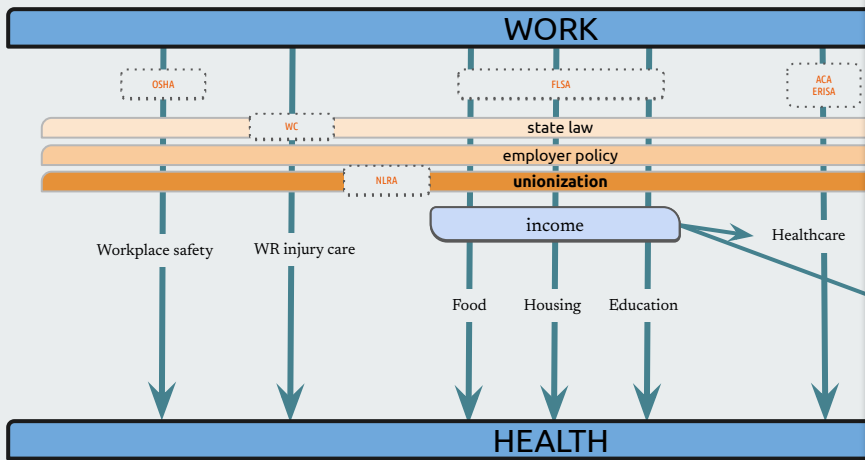 WORK
OSHA
FLSA
ACA
ERISA
WC
state law
employer policy
NLRA
unionization
income
Workplace safety
WR injury care
Healthcare
Food
Housing
Education
HEALTH